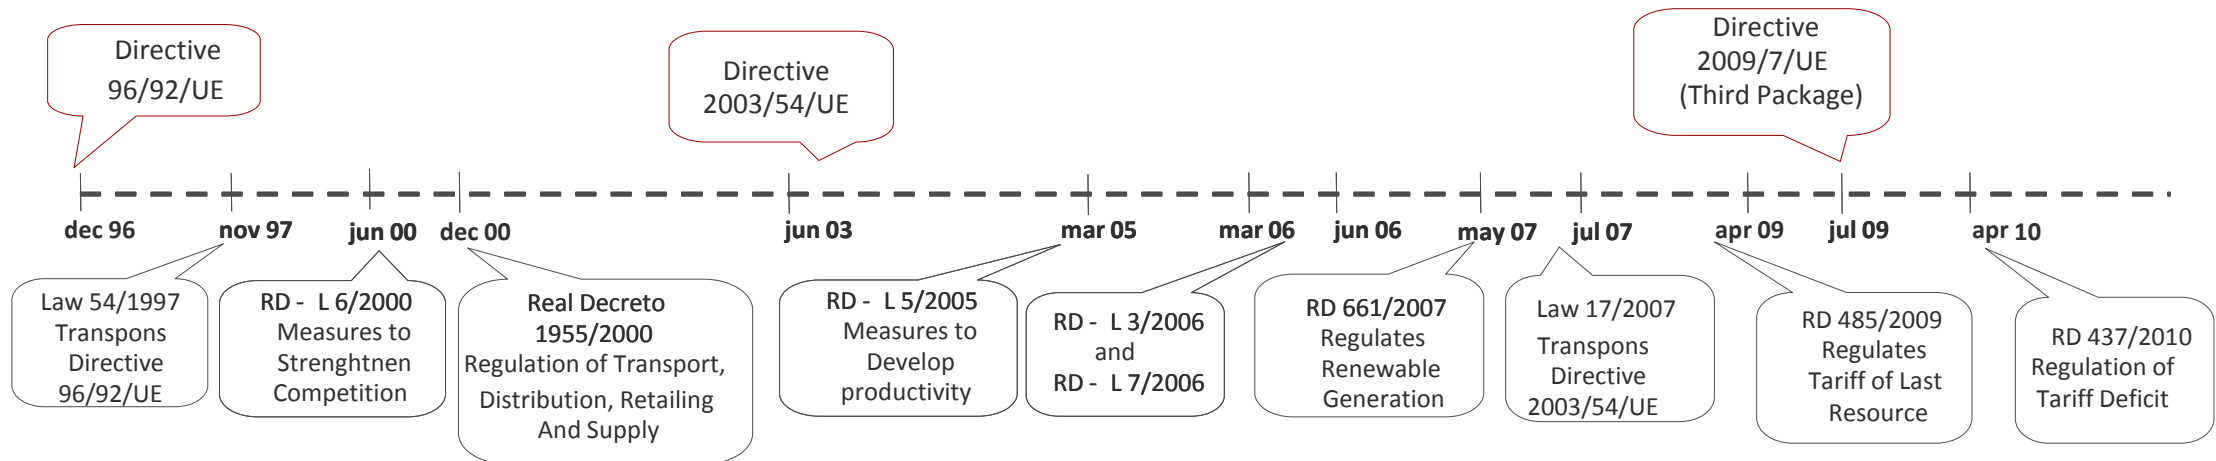 Directive
96/92/UE
Directive
2003/54/UE
Directive
2009/7/UE
(Third Package)
dec 96
nov 97
jun 00
dec 00
jun 03
mar 05
mar 06
jun 06
may 07
jul 07
apr 09
jul 09
apr 10
Law 54/1997
Transpons
Directive
96/92/UE
RD - L 6/2000
Measures to
Strenghtnen
Competition
Real Decreto
1955/2000
Regulation of Transport,
Distribution, Retailing
And Supply
RD - L 5/2005
Measures to
Develop
productivity
RD - L 3/2006
and
RD - L 7/2006
RD 661/2007
Regulates
Renewable
Generation
Law 17/2007
Transpons
Directive
2003/54/UE
RD 485/2009
Regulates
Tariff of Last
Resource
RD 437/2010
Regulation of
Tariff Deficit